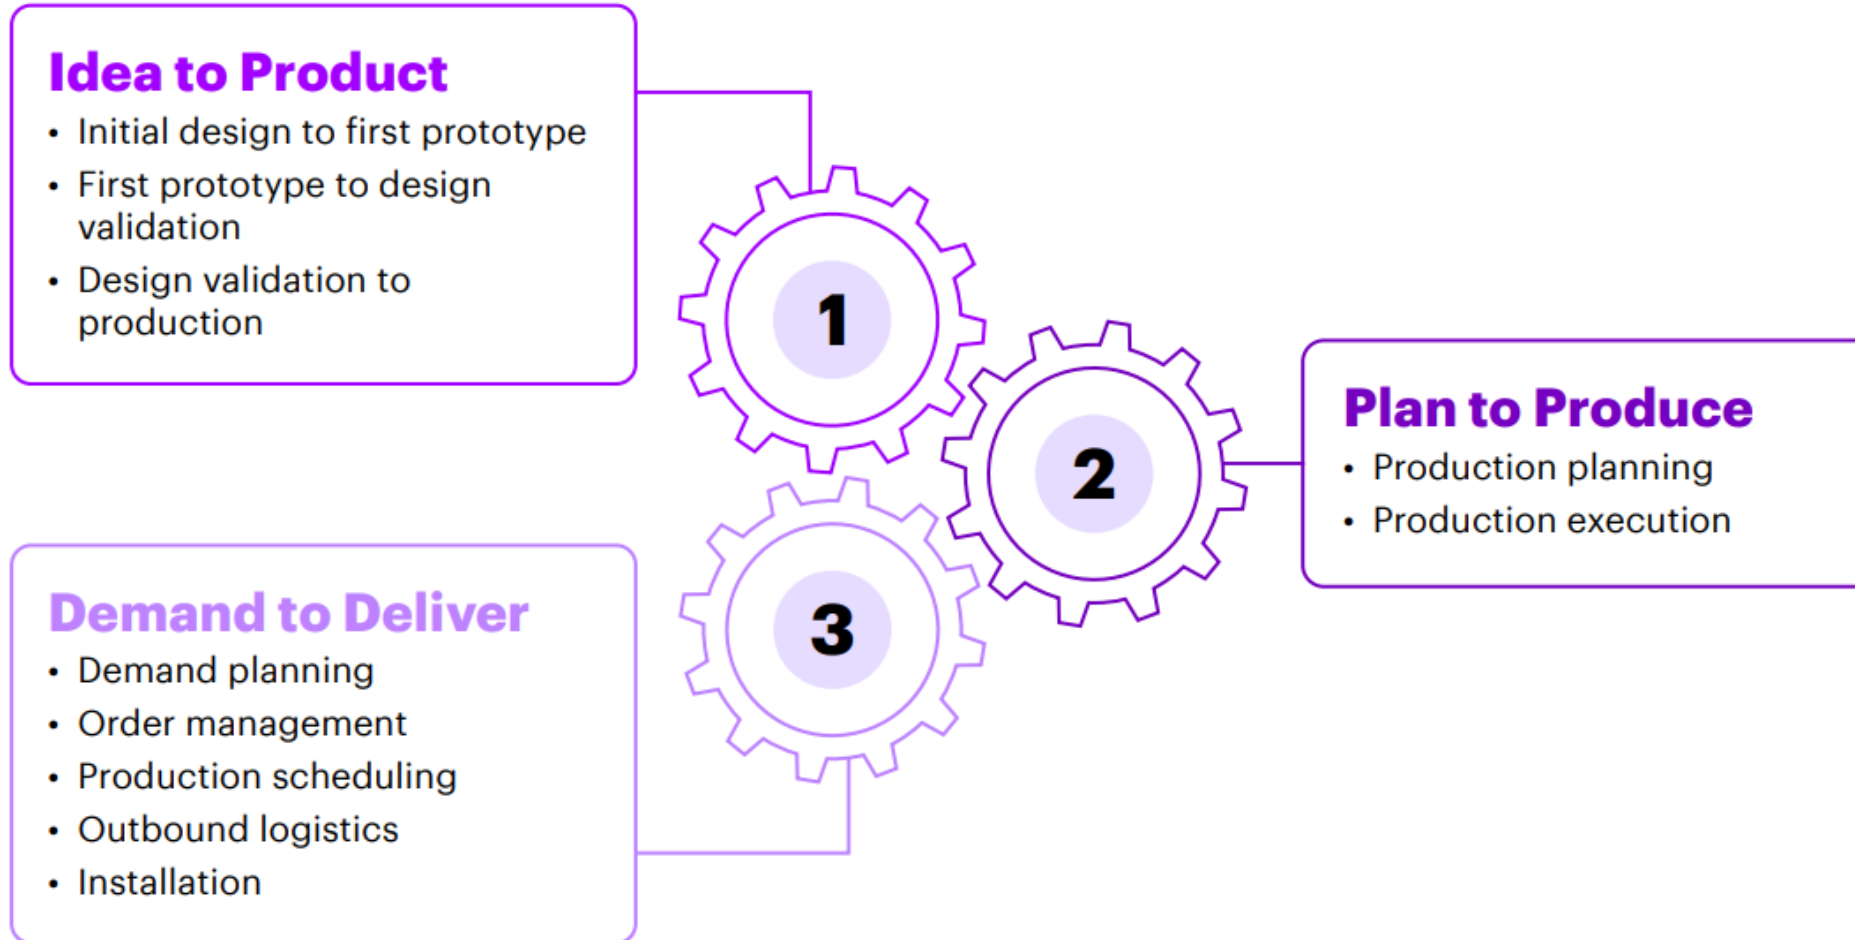 Idea to Product
• Initial design to first prototype
• First prototype to design
validation
• Design validation to
production
1
2
Plan to Produce
• Production planning
• Production execution
3
Demand to Deliver
• Demand planning
• Order management
• Production scheduling
• Outbound logistics
• Installation